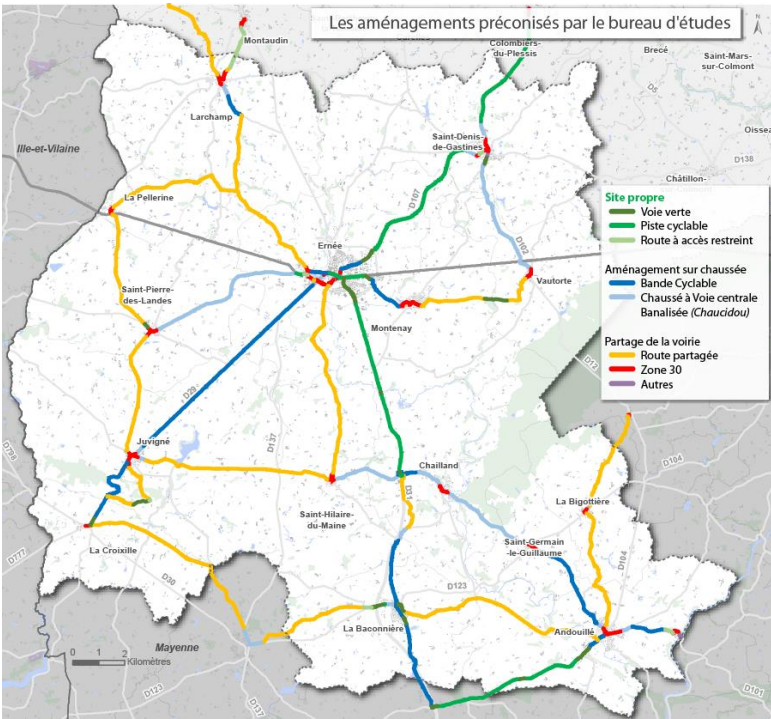 Les aménagements préconisés par le bureau d'études
Montaudin
Colombiers-
du-Plessis
Brecé
Saint-Mars-
sur-Colmont
D5
Larchamp
Oissea
Ille-et-Vilaine
Saint-Denis-
de-Gastines
D138
Châtillon-
La Pellerine
D107
Site propre
Voie verte
Piste cyclable
Route à accès restreint
Ernée
D102
Aménagement sur chaussée
Bande Cyclable
Chaussé à Voie centrale
Banalisée (Chaucidou)
Saint-Pierre-
des-Landes
Vautorte
Montenay
Partage de la voirie
Route partagée
Zone 30
Autres
D12
D29
Juvigné
D137
D798
D104
Chailland
D31
La Bigottière
Saint-Hilaire-
du-Maine
Saint-Germain
-le-Guillaume
La Croixille
D777
D30
D123
D104
La Baconnière
Andouillé
Mayenne
0 1 2
Kilomètres
D123
D137
D101